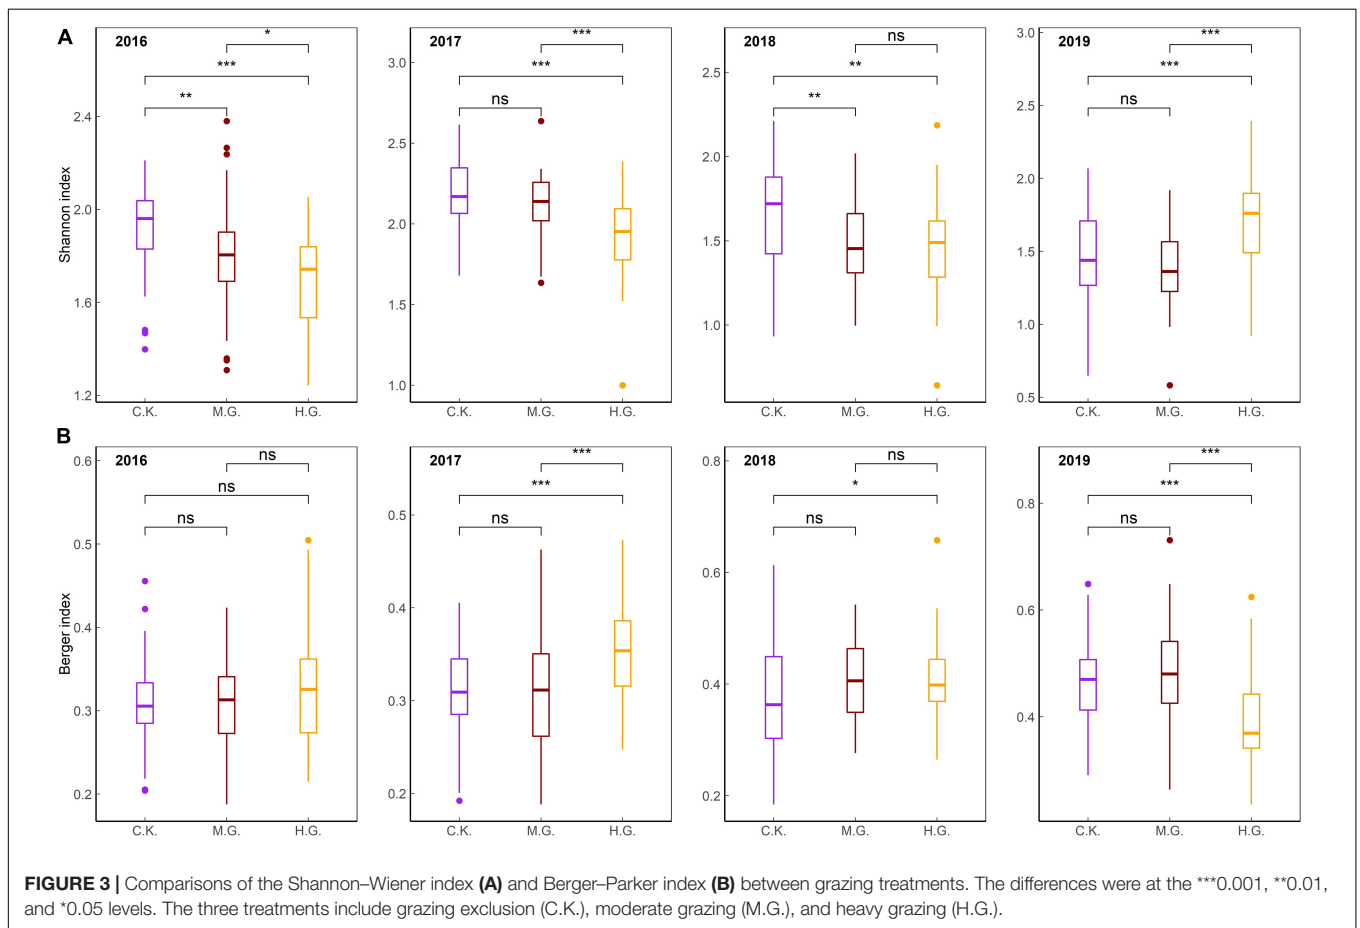 A
2016
*
***
**
2.4
2.0
1.6
1.2
Shannon index
C.K.
M.G.
H.G.
2017
***
***
ns
3.0
2.5
2.0
1.5
1.0
C.K.
M.G.
H.G.
2018
ns
**
**
2.5
2.0
1.5
1.0
C.K.
M.G.
H.G.
2019
***
***
ns
3.0
2.5
2.0
1.5
1.0
0.5
C.K.
M.G.
H.G.
B
2016
ns
ns
ns
0.6
0.5
0.4
0.3
0.2
Berger index
C.K.
M.G.
H.G.
2017
***
***
ns
0.5
0.4
0.3
0.2
C.K.
M.G.
H.G.
2018
ns
*
ns
0.8
0.6
0.4
0.2
C.K.
M.G.
H.G.
2019
***
***
ns
0.8
0.6
0.4
C.K.
M.G.
H.G.
FIGURE 3 | Comparisons of the Shannon–Wiener index (A) and Berger–Parker index (B) between grazing treatments. The differences were at the ***0.001, **0.01,
and *0.05 levels. The three treatments include grazing exclusion (C.K.), moderate grazing (M.G.), and heavy grazing (H.G.).